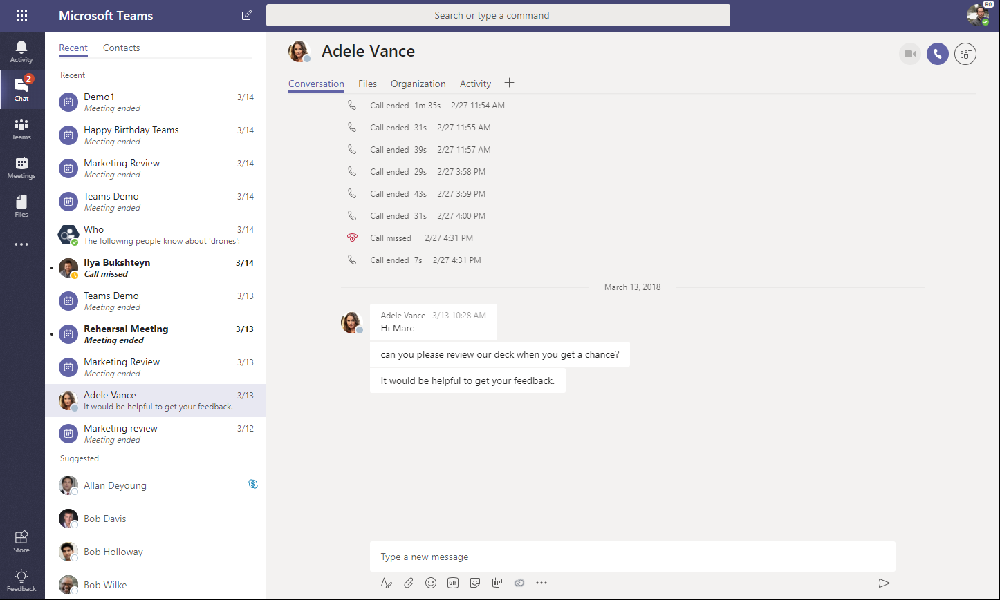 Microsoft Teams
Search or type a command
RO
Activity
2
Chat
Teams
Meetings
Files
Store
Feedback
Recent Contacts
Recent
Demo1 3/14
Meeting ended
Happy Birthday Teams 3/14
Meeting ended
Marketing Review 3/14
Meeting ended
Teams Demo 3/14
Meeting ended
Who 3/14
The following people know about 'drones':
Ilya Bukshteyn 3/14
Call missed
Teams Demo 3/13
Meeting ended
Rehearsal Meeting 3/13
Meeting ended
Marketing Review 3/13
Meeting ended
Adele Vance 3/13
It would be helpful to get your feedback.
Marketing review 3/12
Meeting ended
Suggested
Allan Deyoung
Bob Davis
Bob Holloway
Bob Wilke
Adele Vance
Conversation Files Organization Activity
Call ended 1m 35s 2/27 11:54 AM
Call ended 31s 2/27 11:55 AM
Call ended 39s 2/27 11:57 AM
Call ended 29s 2/27 3:58 PM
Call ended 43s 2/27 3:59 PM
Call ended 31s 2/27 4:00 PM
Call missed 2/27 4:31 PM
Call ended 7s 2/27 4:31 PM
March 13, 2018
Adele Vance 3/13 10:28 AM
Hi Marc
can you please review our deck when you get a chance?
It would be helpful to get your feedback.
Type a new message
GIF